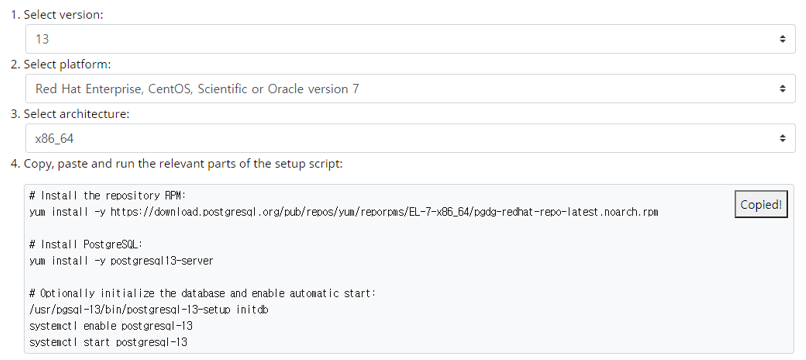 1. Select version:
13
2. Select platform:
Red Hat Enterprise, CentOS, Scientific or Oracle version 7
3. Select architecture:
x86_64
4. Copy, paste and run the relevant parts of the setup script:
# Install the repository RPM:
yum install -y https://download.postgresql.org/pub/repos/yum/reporpms/EL-7-x86_64/pgdg-redhat-repo-latest.noarch.rpm
Copied!
# Install PostgreSQL:
yum install -y postgresql13-server
# Optionally initialize the database and enable automatic start:
/usr/pgsql-13/bin/postgresql-13-setup initdb
systemctl enable postgresql-13
systemctl start postgresql-13